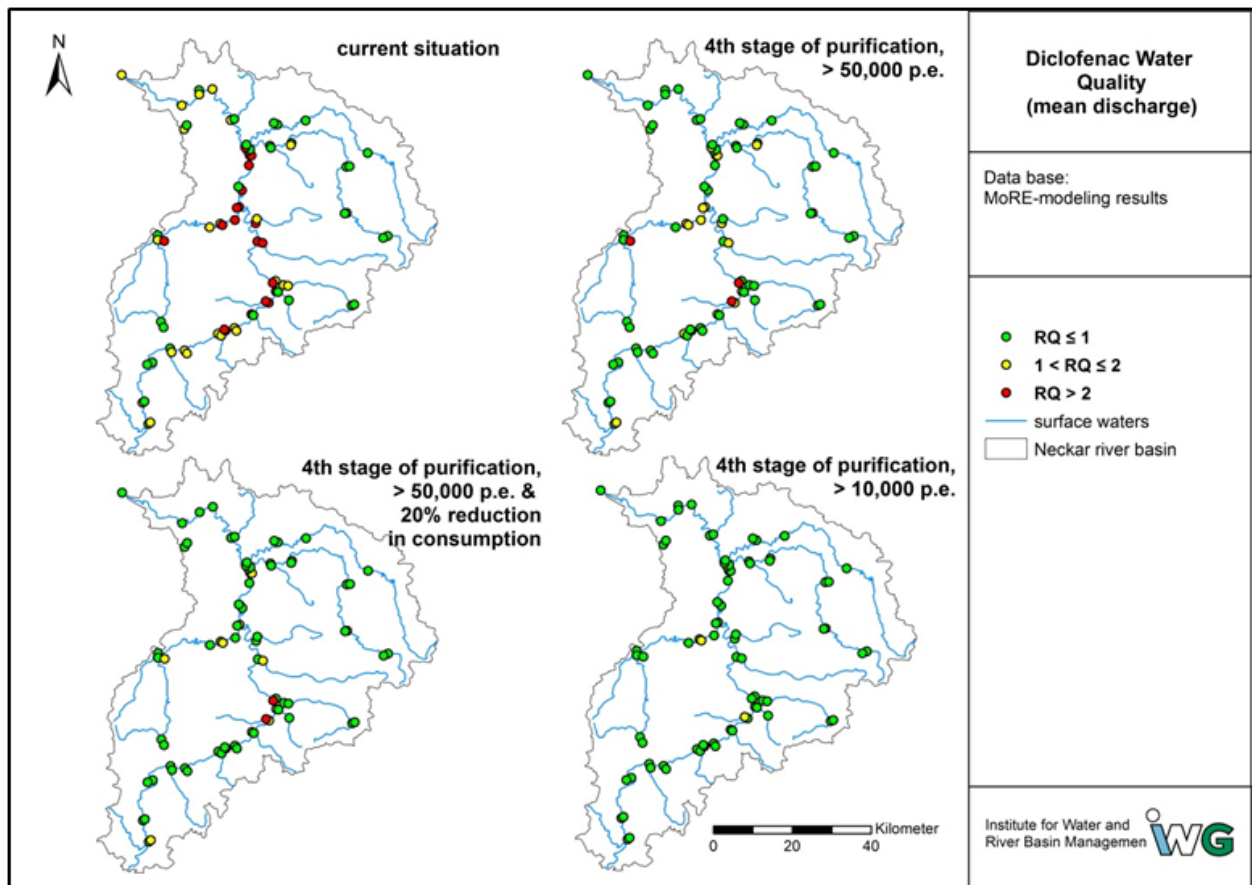 N
current situation
4th stage of purification,
> 50,000 p.e.
4th stage of purification,
> 50,000 p.e. &
20% reduction
in consumption
4th stage of purification,
> 10,000 p.e.
Kilometer
0 20 40
Diclofenac Water
Quality
(mean discharge)
Data base:
MoRE-modeling results
RQ ≤ 1
1 < RQ ≤ 2
RQ > 2
surface waters
Neckar river basin
Institute for Water and
River Basin Managemen
iWG